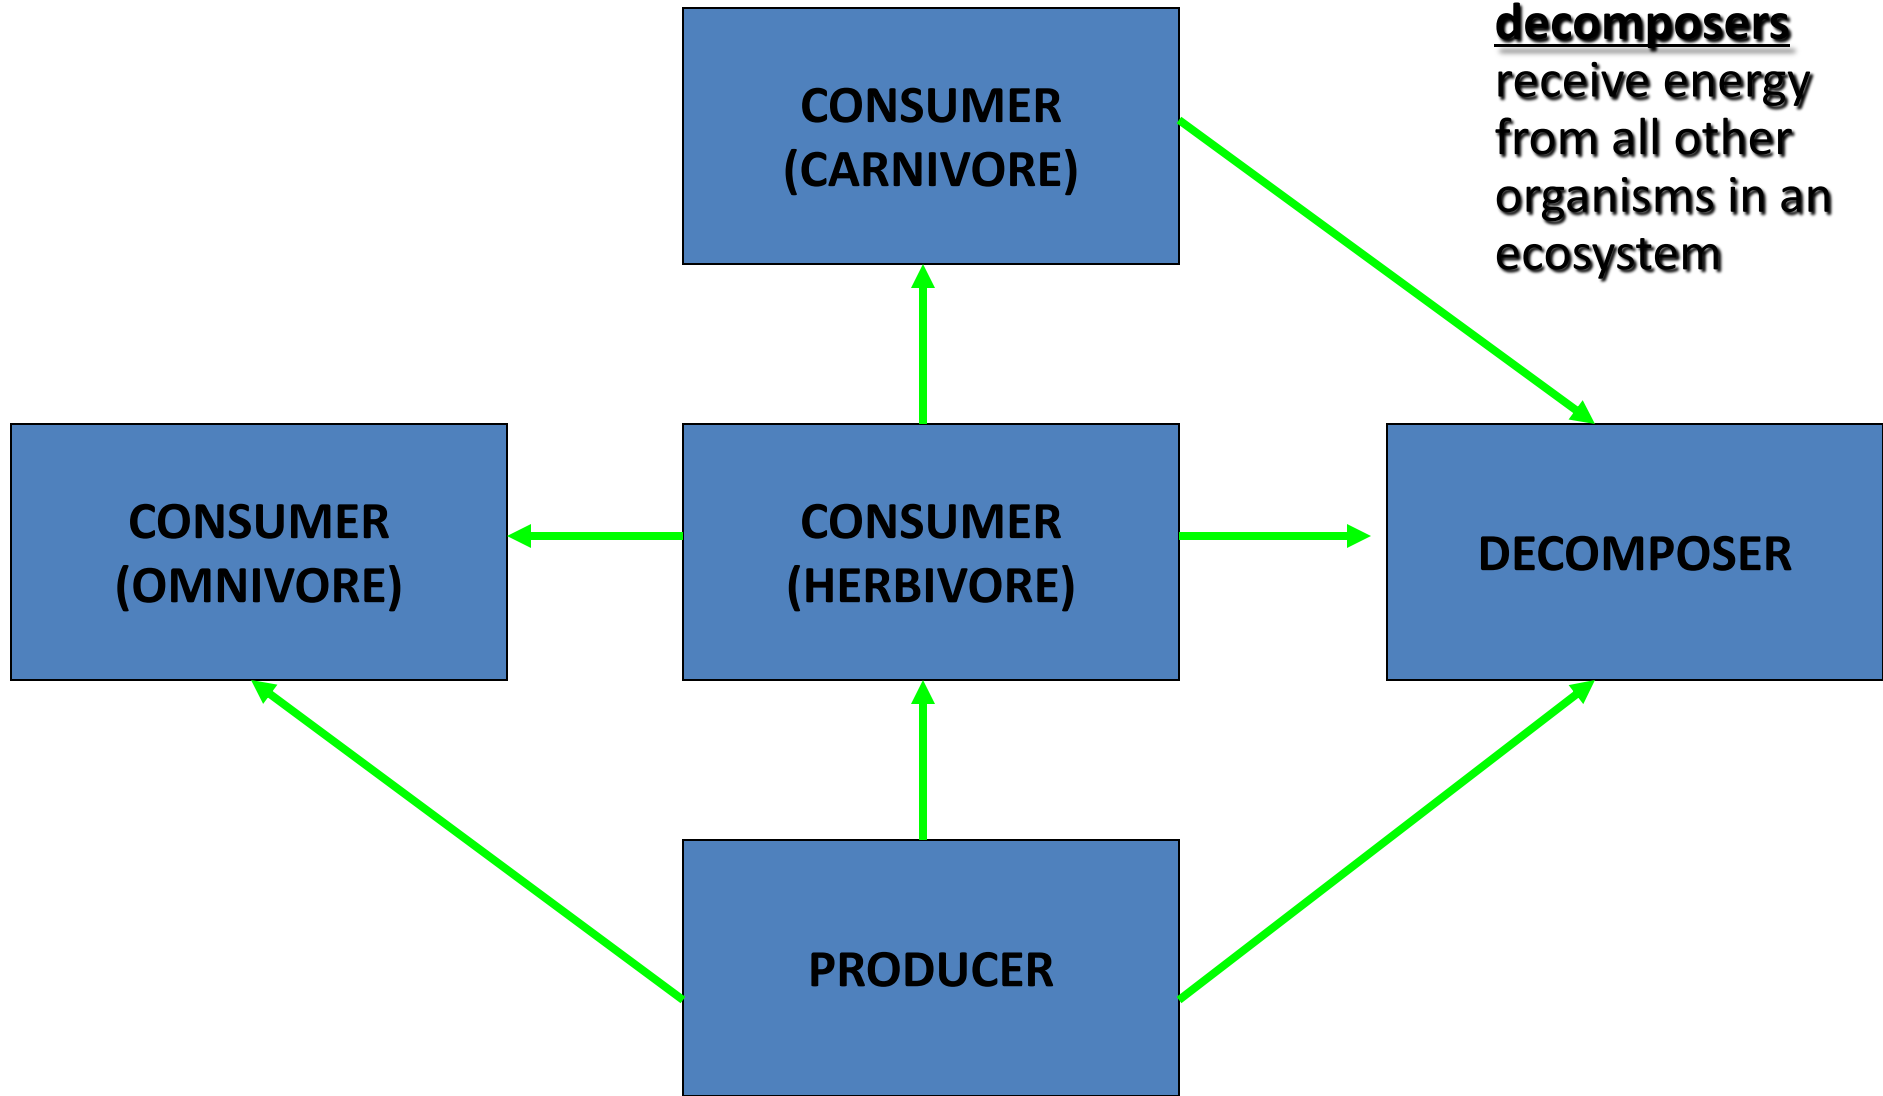 CONSUMER
(CARNIVORE)
decomposers
receive energy
from all other
organisms in an
ecosystem
CONSUMER
(OMNIVORE)
CONSUMER
(HERBIVORE)
DECOMPOSER
PRODUCER